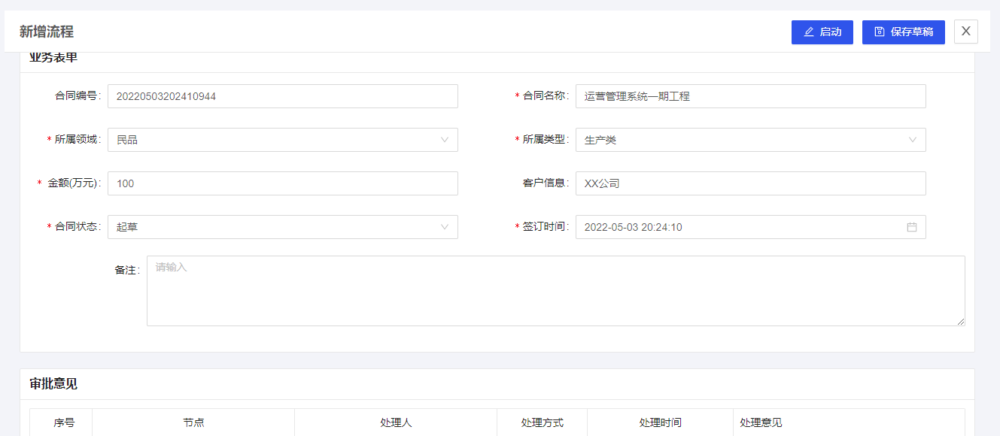 新增流程
启动
保存草稿
X
业务表单
合同编号: 20220503202410944
* 合同名称: 运营管理系统一期工程
* 所属领域: 民品
* 所属类型: 生产类
* 金额(万元): 100
客户信息: XX公司
* 合同状态: 起草
* 签订时间: 2022-05-03 20:24:10
备注: 请输入
审批意见
序号 节点 处理人 处理方式 处理时间 处理意见